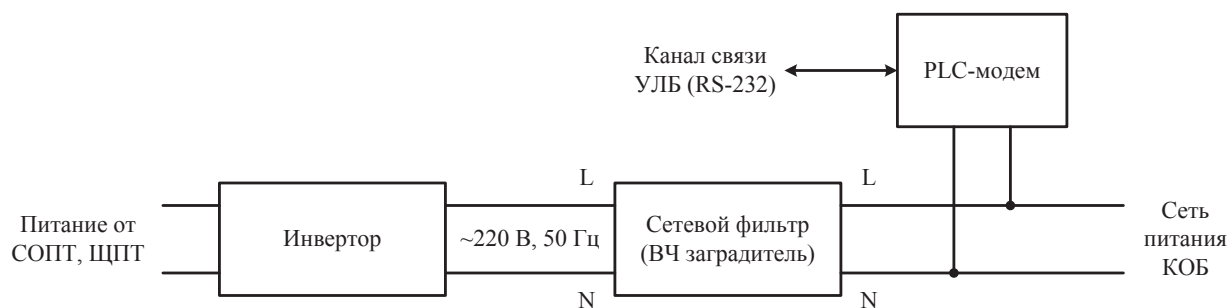 Канал связи
УЛБ (RS-232)
PLC-модем
L
L
Питание от
СОПТ, ЩПТ
Инвертор
~220 В, 50 Гц
Сетевой фильтр
(ВЧ заградитель)
Сеть
питания
КОБ
N
N